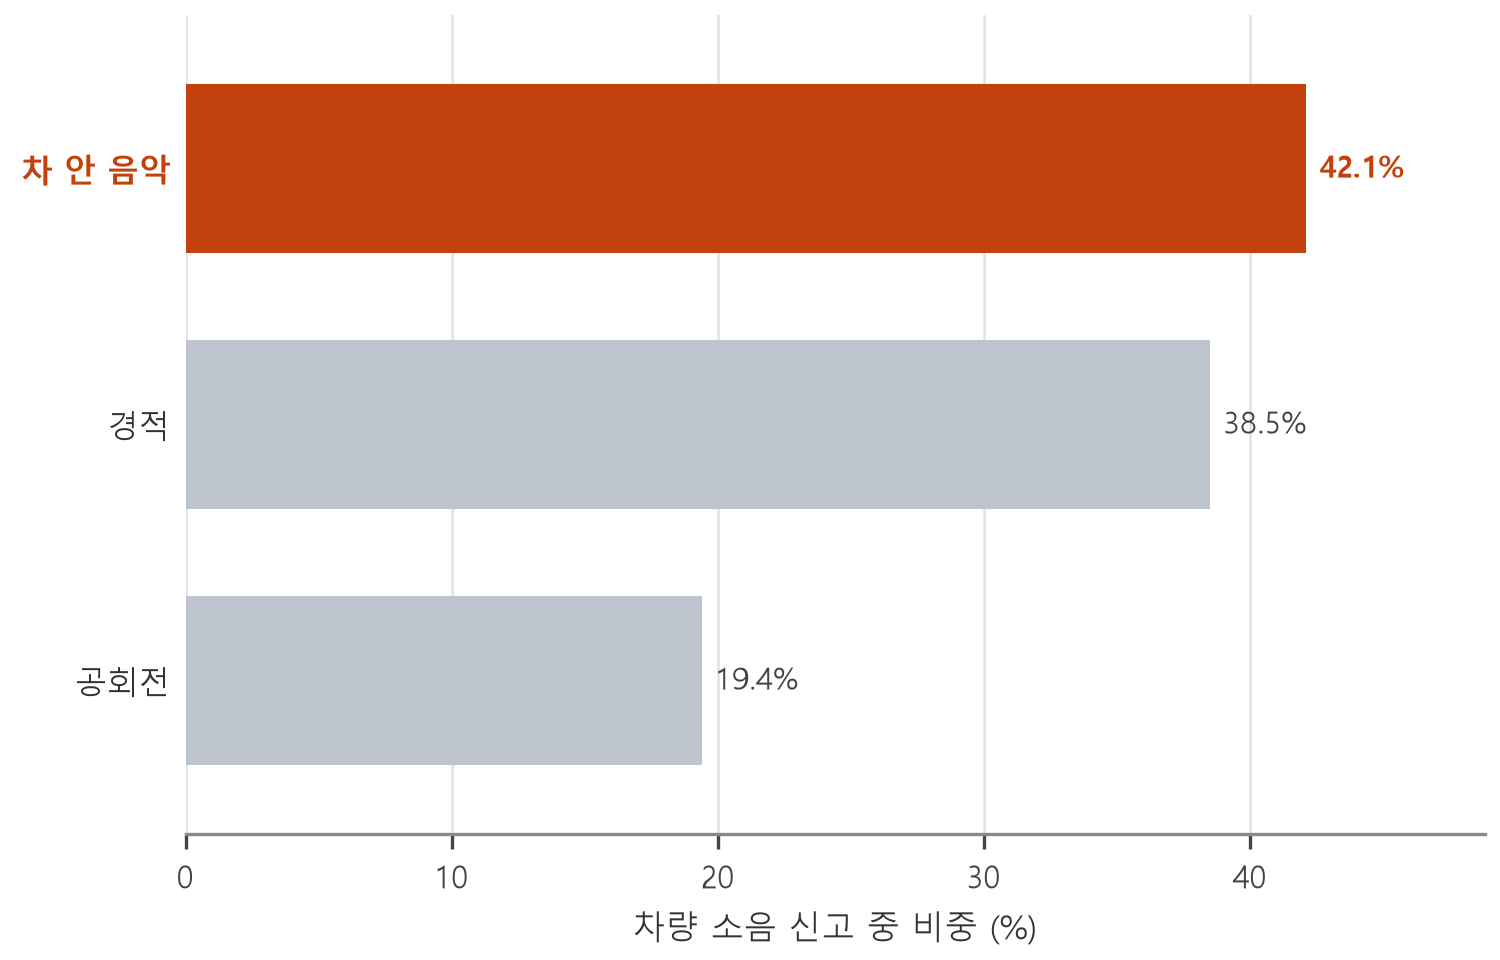 차 안 음악 42.1%
경적 38.5%
공회전 19.4%
0 10 20 30 40
차량 소음 신고 중 비중 (%)